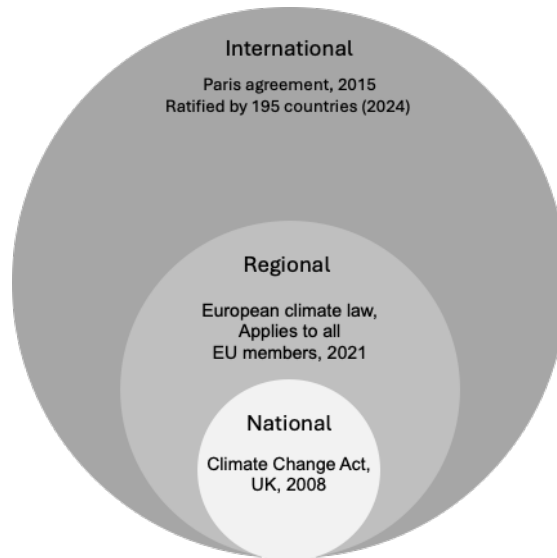 International
Paris agreement, 2015
Ratified by 195 countries (2024)
Regional
European climate law,
Applies to all
EU members, 2021
National
Climate Change Act,
UK, 2008